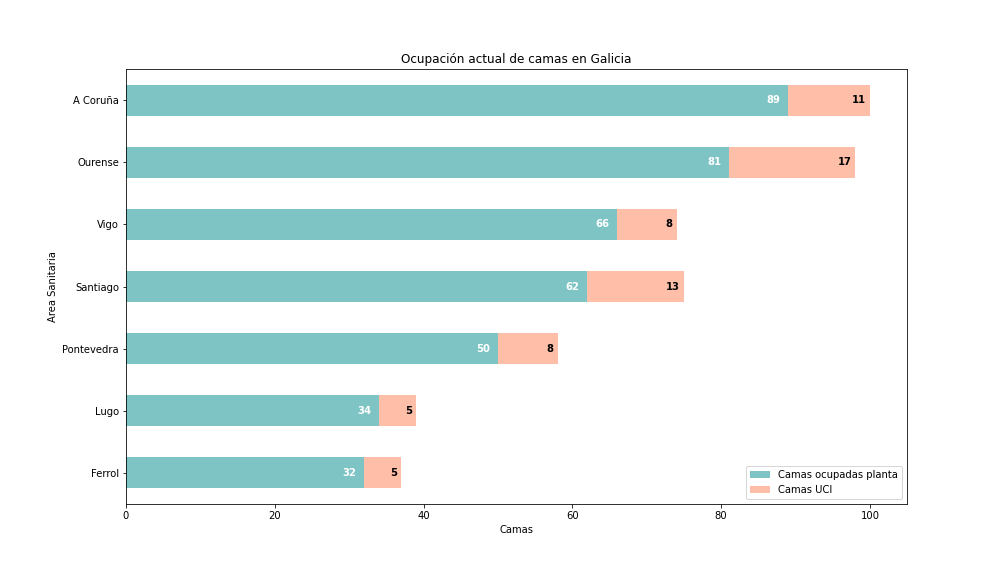 Ocupación actual de camas en Galicia
A Coruña
89
11
Ourense
81
17
Vigo
66
8
Santiago
62
13
Pontevedra
50
8
Lugo
34
5
Ferrol
32
5
Area Sanitaria
Camas ocupadas planta
Camas UCI
0
20
40
60
80
100
Camas